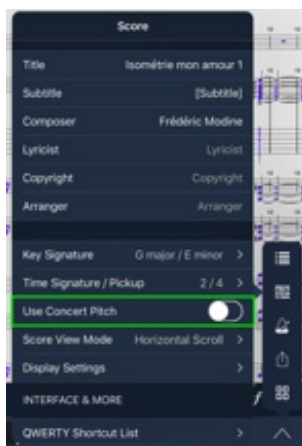 Score
Title Isométrie mon amour 1
Subtitle [Subtitle]
Composer Frédéric Modine
Lyricist Lyricist
Copyright Copyright
Arranger Arranger
Key Signature G major / E minor >
Time Signature / Pickup 2 / 4 >
Use Concert Pitch
Score View Mode Horizontal Scroll >
Display Settings >
INTERFACE & MORE
QWERTY Shortcut List >